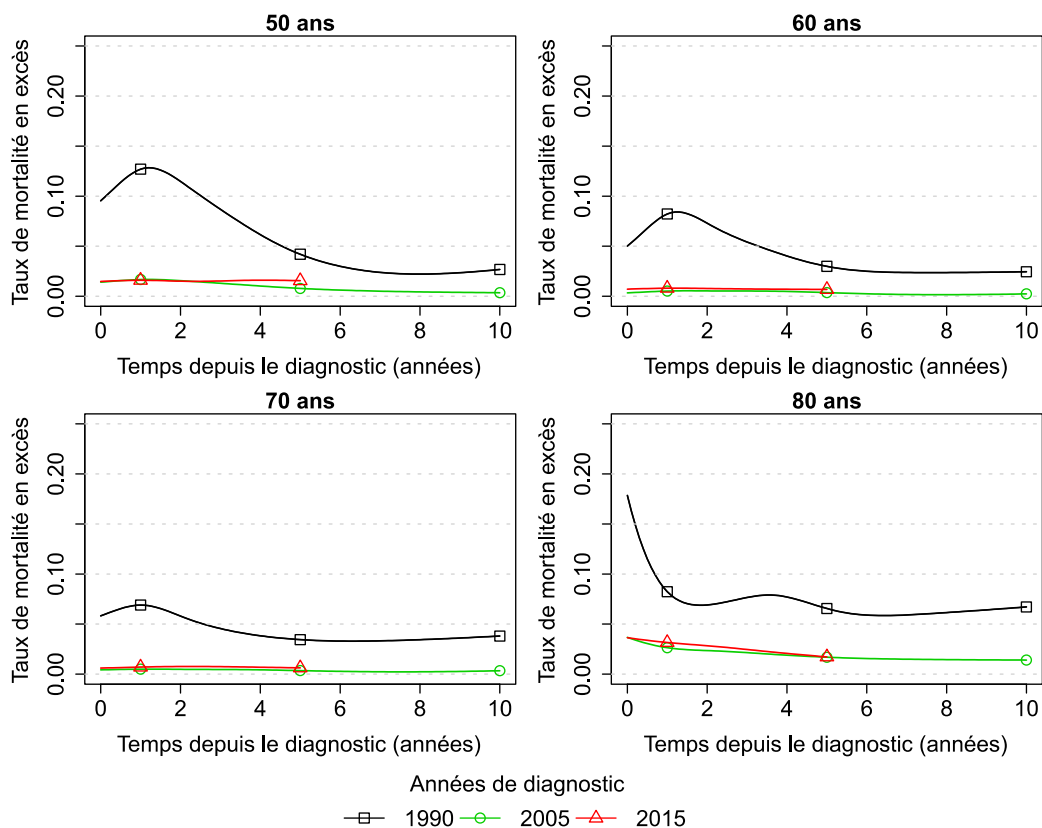 50 ans
Taux de mortalité en excès
0.00 0.10 0.20
0 2 4 6 8 10
Temps depuis le diagnostic (années)
60 ans
Taux de mortalité en excès
0.00 0.10 0.20
0 2 4 6 8 10
Temps depuis le diagnostic (années)
70 ans
Taux de mortalité en excès
0.00 0.10 0.20
0 2 4 6 8 10
Temps depuis le diagnostic (années)
80 ans
Taux de mortalité en excès
0.00 0.10 0.20
0 2 4 6 8 10
Temps depuis le diagnostic (années)
Années de diagnostic
1990 2005 2015